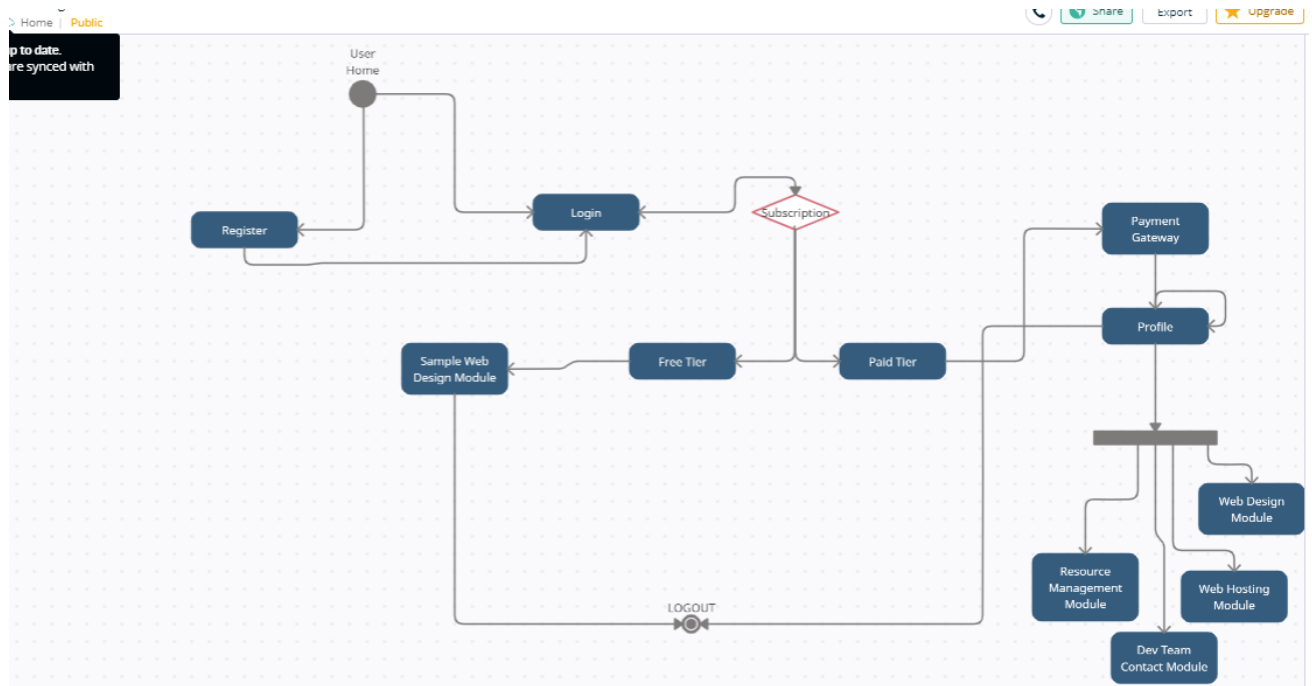 Home | Public
Share
Export
Upgrade
p to date.
are synced with
User
Home
Login
Subscription
Register
Payment
Gateway
Profile
Sample Web
Design Module
Free Tier
Paid Tier
Web Design
Module
Resource
Management
Module
Web Hosting
Module
LOGOUT
Dev Team
Contact Module